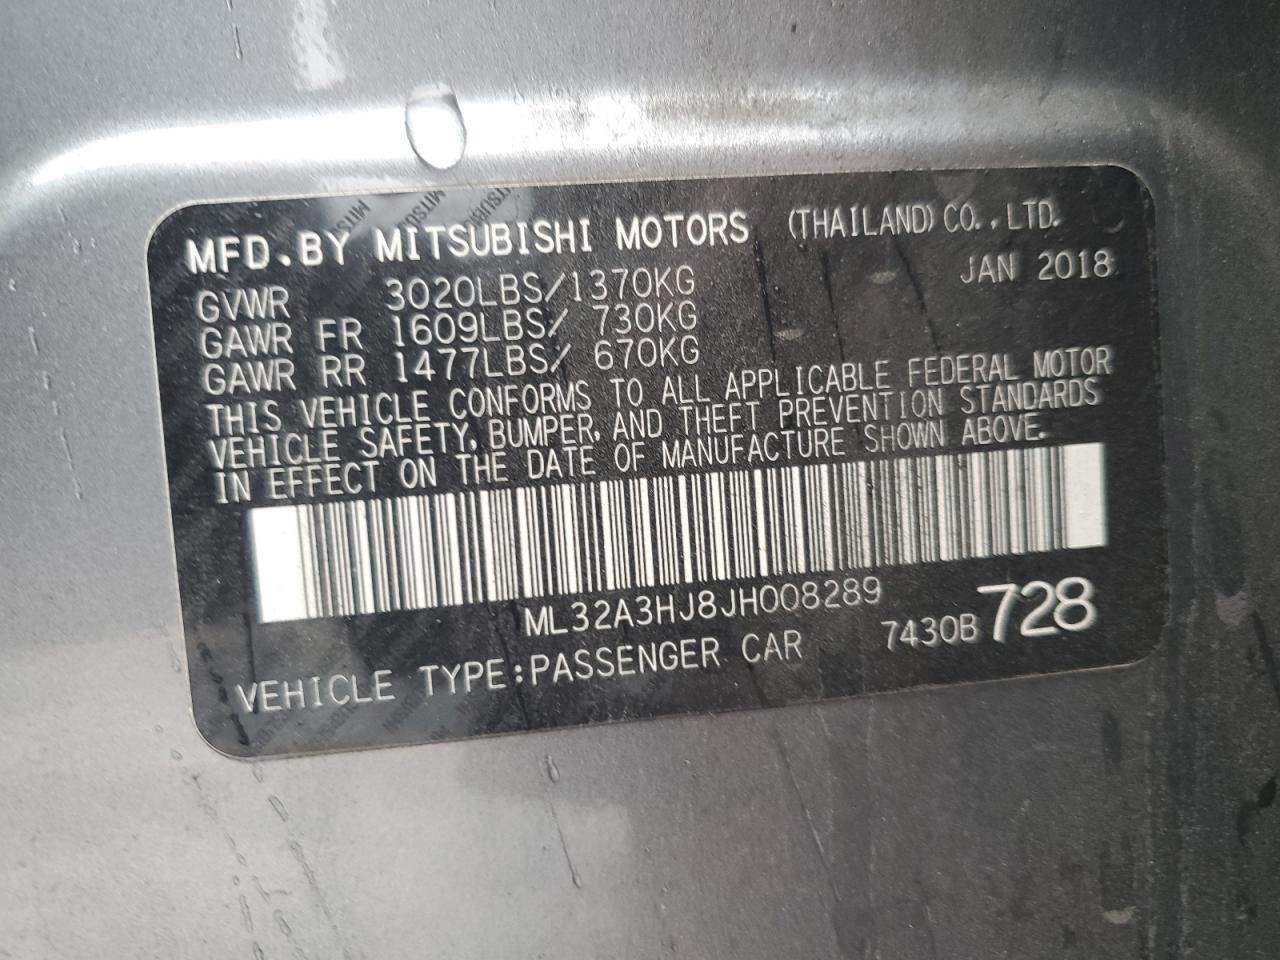 MFD. BY MITSUBISHI MOTORS (THAILAND) CO., LTD.
JAN 2018
GVWR 3020LBS/1370KG
GAWR FR 1609LBS/ 730KG
GAWR RR 1477LBS/ 670KG
THIS VEHICLE CONFORMS TO ALL APPLICABLE FEDERAL MOTOR
VEHICLE SAFETY, BUMPER, AND THEFT PREVENTION STANDARDS
IN EFFECT ON THE DATE OF MANUFACTURE SHOWN ABOVE.
ML32A3HJ8JH008289
VEHICLE TYPE:PASSENGER CAR 7430B 728